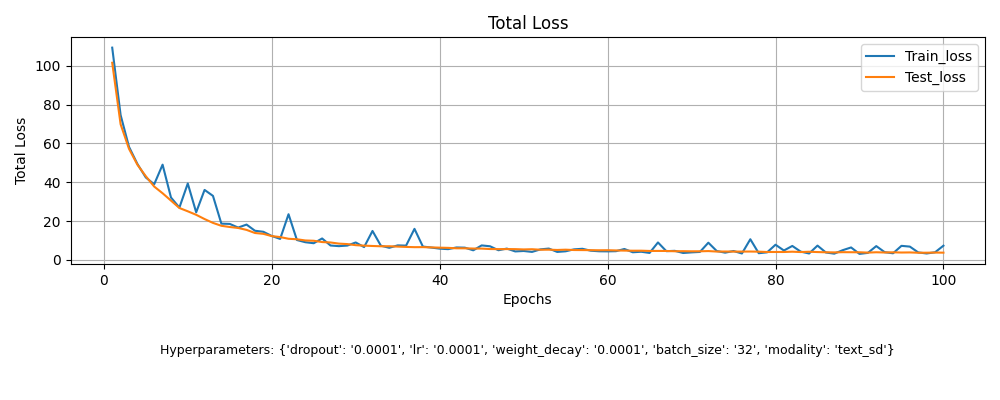 Total Loss
Total Loss
100
80
60
40
20
0
Train_loss
Test_loss
0 20 40 60 80 100
Epochs
Hyperparameters: {'dropout': '0.0001', 'lr': '0.0001', 'weight_decay': '0.0001', 'batch_size': '32', 'modality': 'text_sd'}